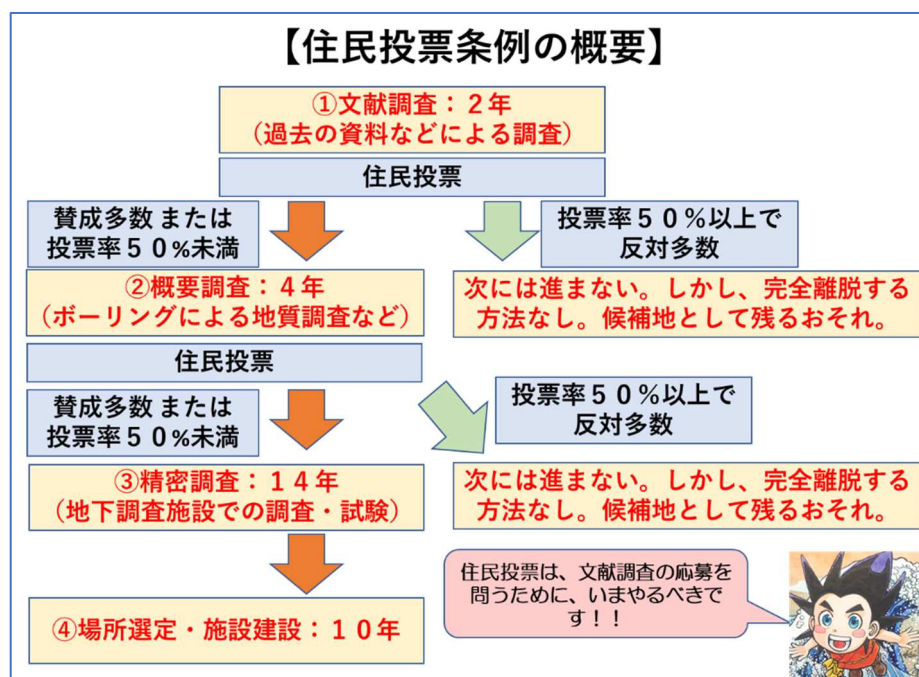 【住民投票条例の概要】
①文献調査：２年
（過去の資料などによる調査）
住民投票
賛成多数 または
投票率５０%未満
投票率５０%以上で
反対多数
②概要調査：４年
（ボーリングによる地質調査など）
次には進まない。しかし、完全離脱する
方法なし。候補地として残るおそれ。
住民投票
賛成多数 または
投票率５０%未満
投票率５０%以上で
反対多数
③精密調査：１４年
（地下調査施設での調査・試験）
次には進まない。しかし、完全離脱する
方法なし。候補地として残るおそれ。
住民投票は、文献調査の応募を
問うために、いまやるべきで
す！！
④場所選定・施設建設：１０年